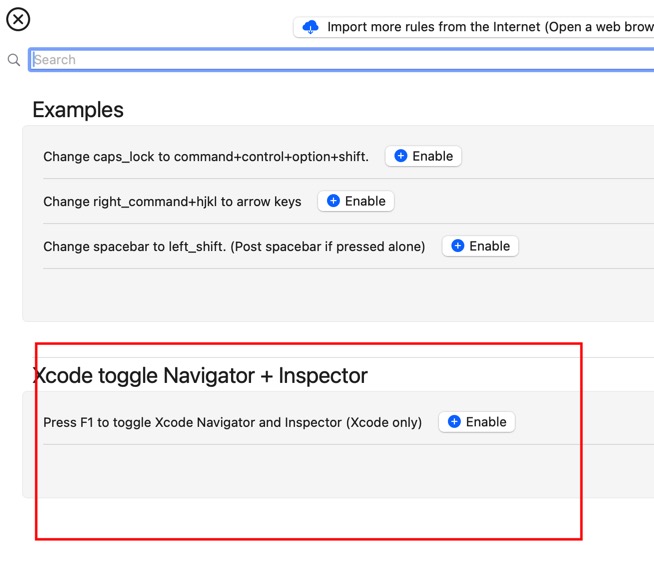 Import more rules from the Internet (Open a web brow
Search
Examples
Change caps_lock to command+control+option+shift. Enable
Change right_command+hjkl to arrow keys Enable
Change spacebar to left_shift. (Post spacebar if pressed alone) Enable
Xcode toggle Navigator + Inspector
Press F1 to toggle Xcode Navigator and Inspector (Xcode only) Enable